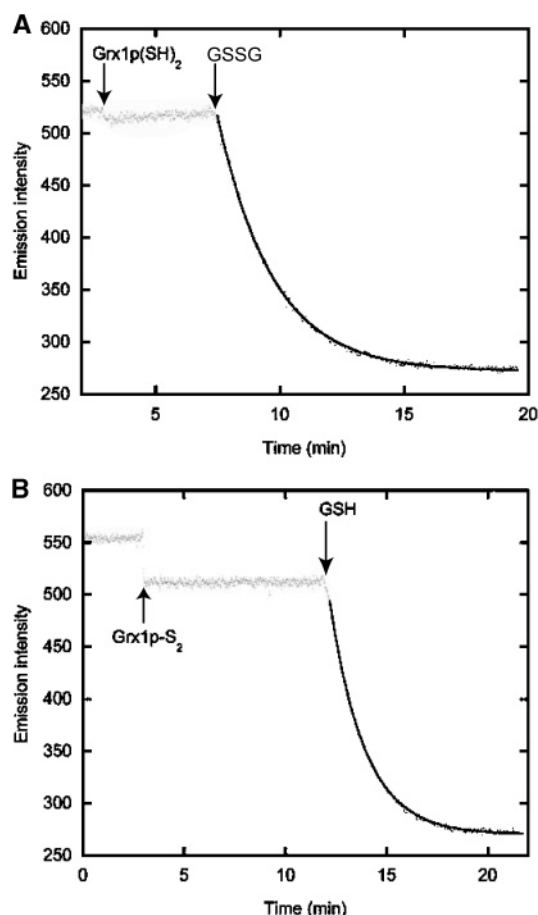 A
600
Grx1p(SH)2 GSSG
550
500
450
400
350
300
250
5 10 15 20
Emission intensity
Time (min)
B
600
GSH
550
500
Grx1p-S2
450
400
350
300
250
0 5 10 15 20
Emission intensity
Time (min)